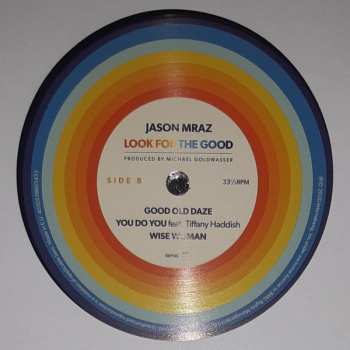 JASON MRAZ
LOOK FOR THE GOOD
PRODUCED BY MICHAEL GOLDWASSER
SIDE B
33⅓RPM
GOOD OLD DAZE
YOU DO YOU feat. Tiffany Haddish
WISE WOMAN